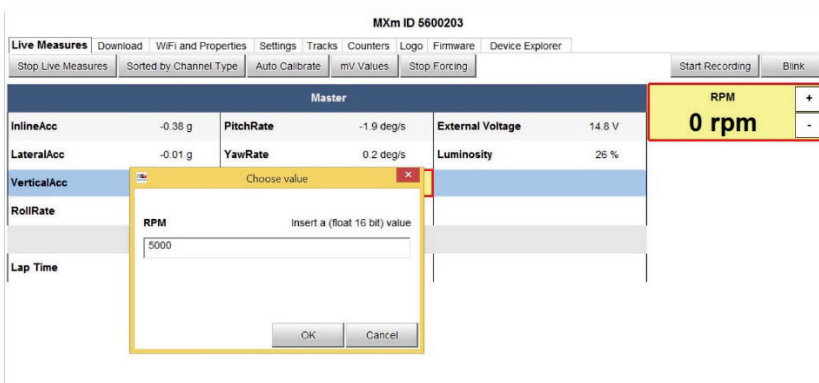 MXm ID 5600203
Live Measures Download WiFi and Properties Settings Tracks Counters Logo Firmware Device Explorer
Stop Live Measures Sorted by Channel Type Auto Calibrate mV Values Stop Forcing Start Recording Blink
Master RPM +
0 rpm -
InlineAcc -0.38 g PitchRate -1.9 deg/s External Voltage 14.8 V
LateralAcc -0.01 g YawRate 0.2 deg/s Luminosity 26 %
VerticalAcc
RollRate
Lap Time
Choose value ×
RPM Insert a (float 16 bit) value
5000
OK Cancel